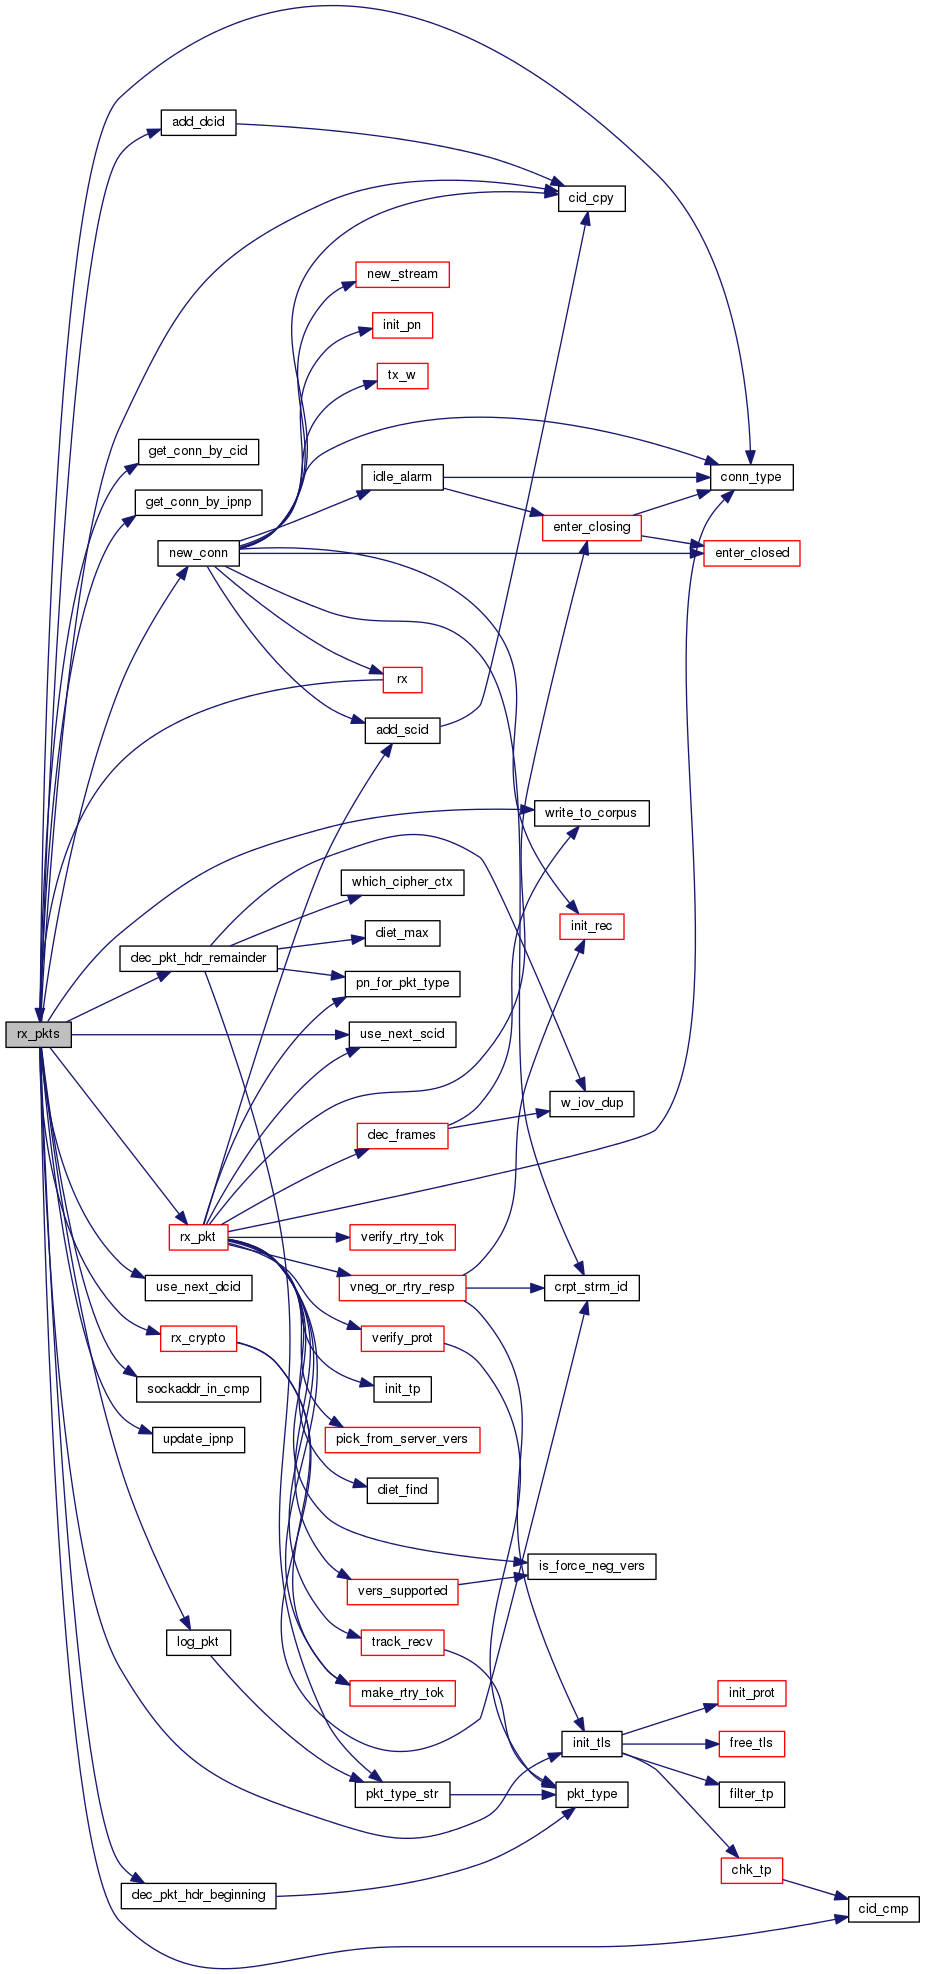 add_dcid
cid_cpy
new_stream
init_pn
tx_w
get_conn_by_cid
idle_alarm
conn_type
get_conn_by_ipnp
enter_closing
new_conn
enter_closed
rx
add_scid
write_to_corpus
which_cipher_ctx
init_rec
diet_max
dec_pkt_hdr_remainder
pn_for_pkt_type
rx_pkts
use_next_scid
w_iov_dup
dec_frames
rx_pkt
verify_rtry_tok
use_next_dcid
vneg_or_rtry_resp
crpt_strm_id
rx_crypto
verify_prot
sockaddr_in_cmp
init_tp
update_ipnp
pick_from_server_vers
diet_find
is_force_neg_vers
vers_supported
log_pkt
track_recv
make_rtry_tok
init_prot
init_tls
free_tls
pkt_type_str
pkt_type
filter_tp
chk_tp
dec_pkt_hdr_beginning
cid_cmp